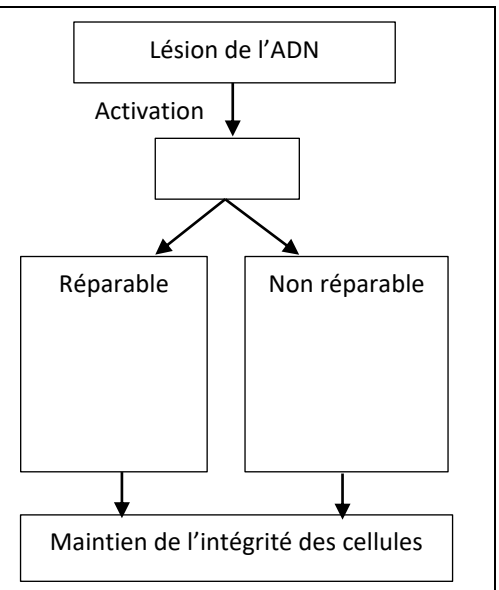 Lésion de l’ADN
Activation
Réparable
Non réparable
Maintien de l’intégrité des cellules